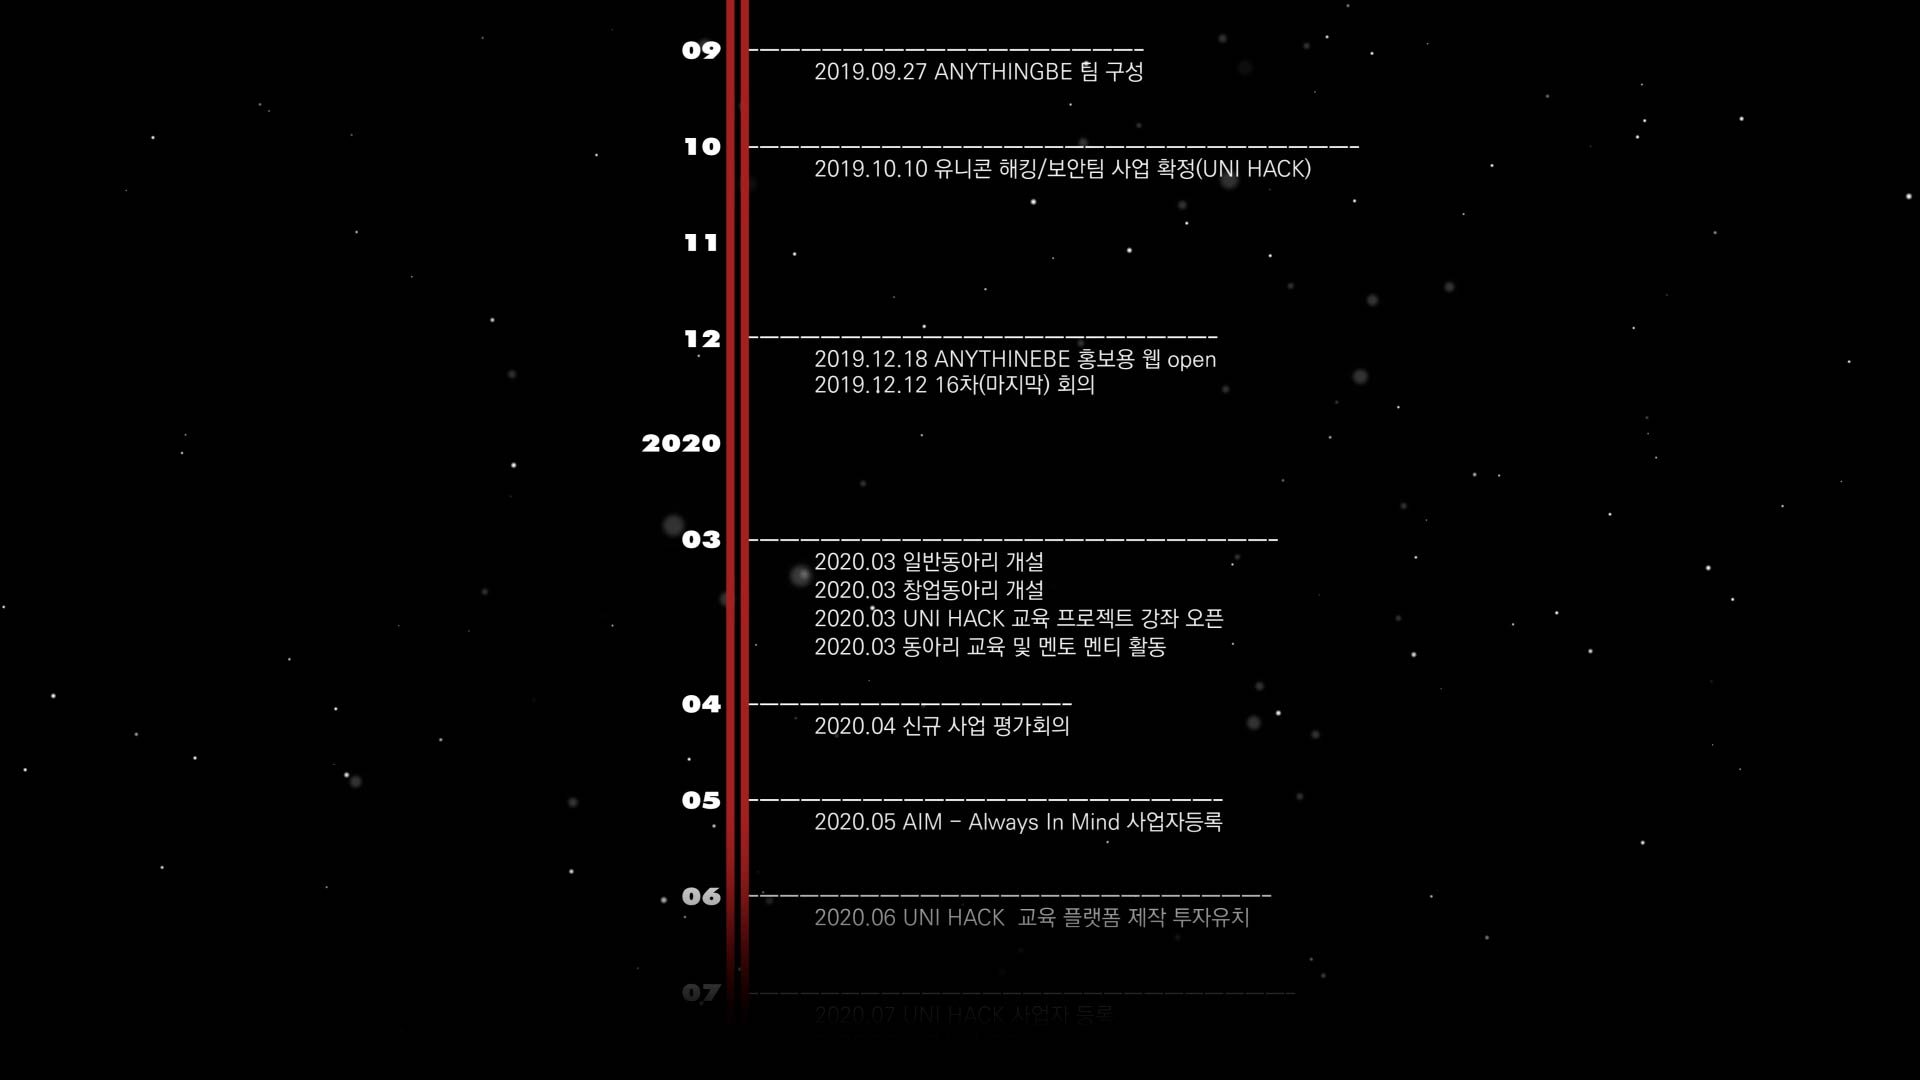 09
2019.09.27 ANYTHINGBE 팀 구성
10
2019.10.10 유니콘 해킹/보안팀 사업 확정(UNI HACK)
11
12
2019.12.18 ANYTHINEBE 홍보용 웹 open
2019.12.12 16차(마지막) 회의
2020
03
2020.03 일반동아리 개설
2020.03 창업동아리 개설
2020.03 UNI HACK 교육 프로젝트 강좌 오픈
2020.03 동아리 교육 및 멘토 멘티 활동
04
2020.04 신규 사업 평가회의
05
2020.05 AIM - Always In Mind 사업자등록
06
2020.06 UNI HACK 교육 플랫폼 제작 투자유치
07
2020.07 UNI HACK 사업자 등록